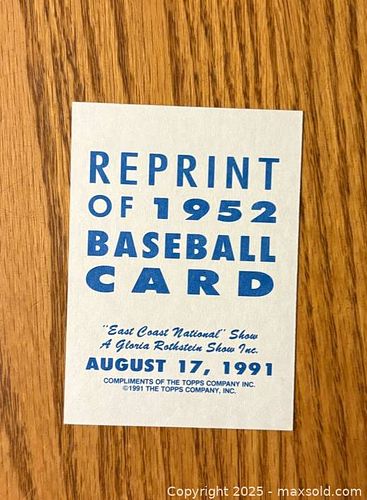 REPRINT
OF 1952
BASEBALL
CARD
"East Coast National" Show
A Gloria Rothstein Show Inc.
AUGUST 17, 1991
COMPLIMENTS OF THE TOPPS COMPANY INC.
©1991 THE TOPPS COMPANY, INC.
Copyright 2025 - maxsold.com